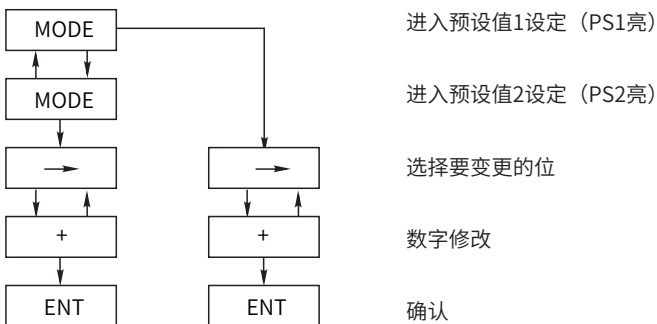 MODE 进入预设值1设定（PS1亮）
MODE 进入预设值2设定（PS2亮）
选择要变更的位
+ + 数字修改
ENT ENT 确认